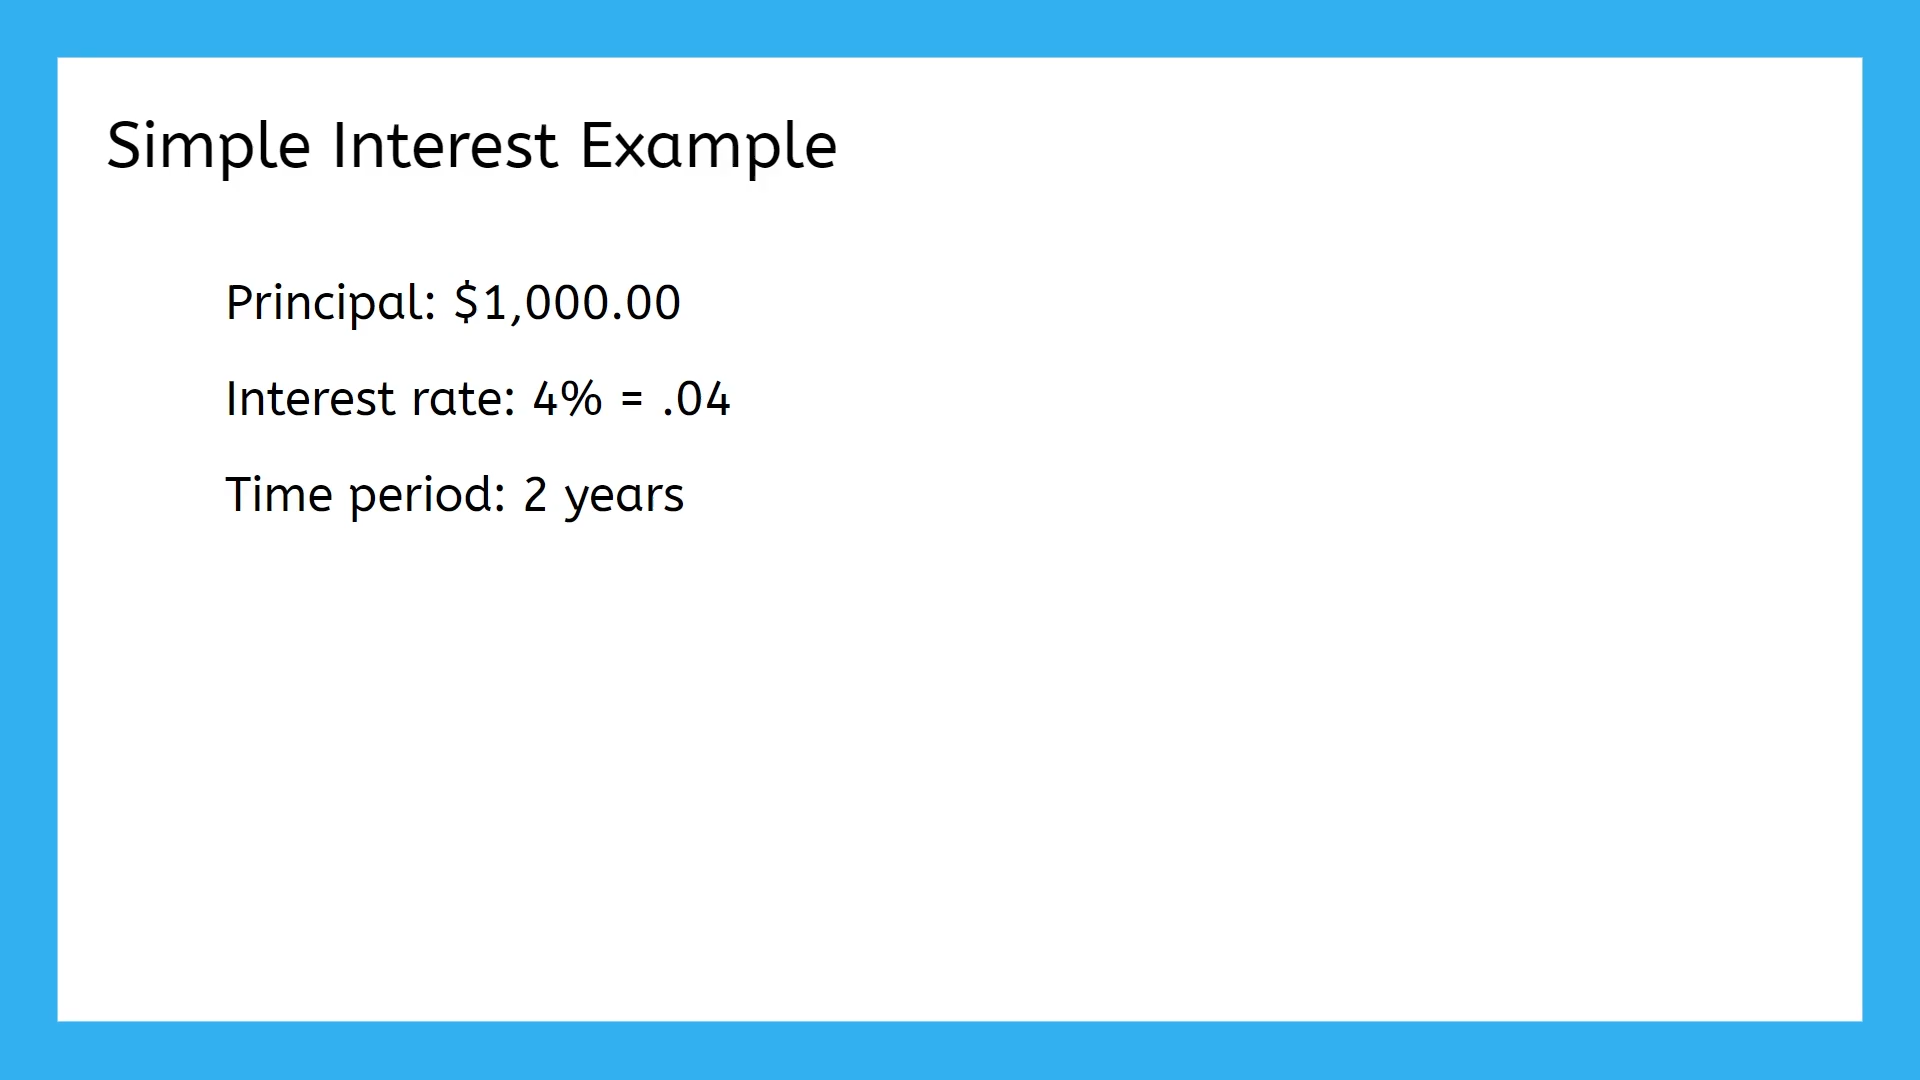 Simple Interest Example
Principal: $1,000.00
Interest rate: 4% = .04
Time period: 2 years